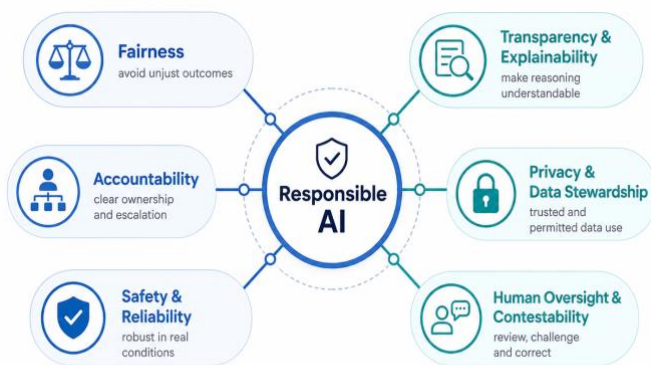 Fairness
avoid unjust outcomes
Transparency &
Explainability
make reasoning
understandable
Accountability
clear ownership
and escalation
Responsible
AI
Privacy &
Data Stewardship
trusted and
permitted data use
Safety &
Reliability
robust in real
conditions
Human Oversight &
Contestability
review, challenge
and correct